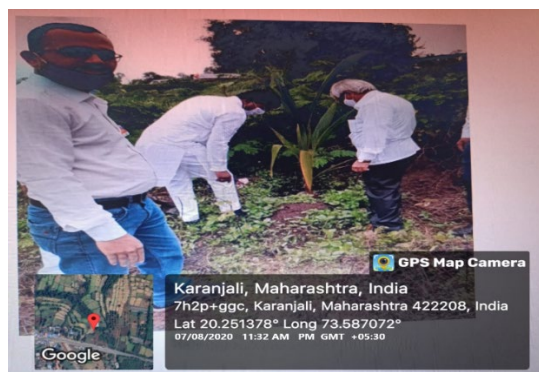 GPS Map Camera
Karanjali, Maharashtra, India
7h2p+ggc, Karanjali, Maharashtra 422208, India
Lat 20.251378° Long 73.587072°
07/08/2020 11:32 AM PM GMT +05:30
Google